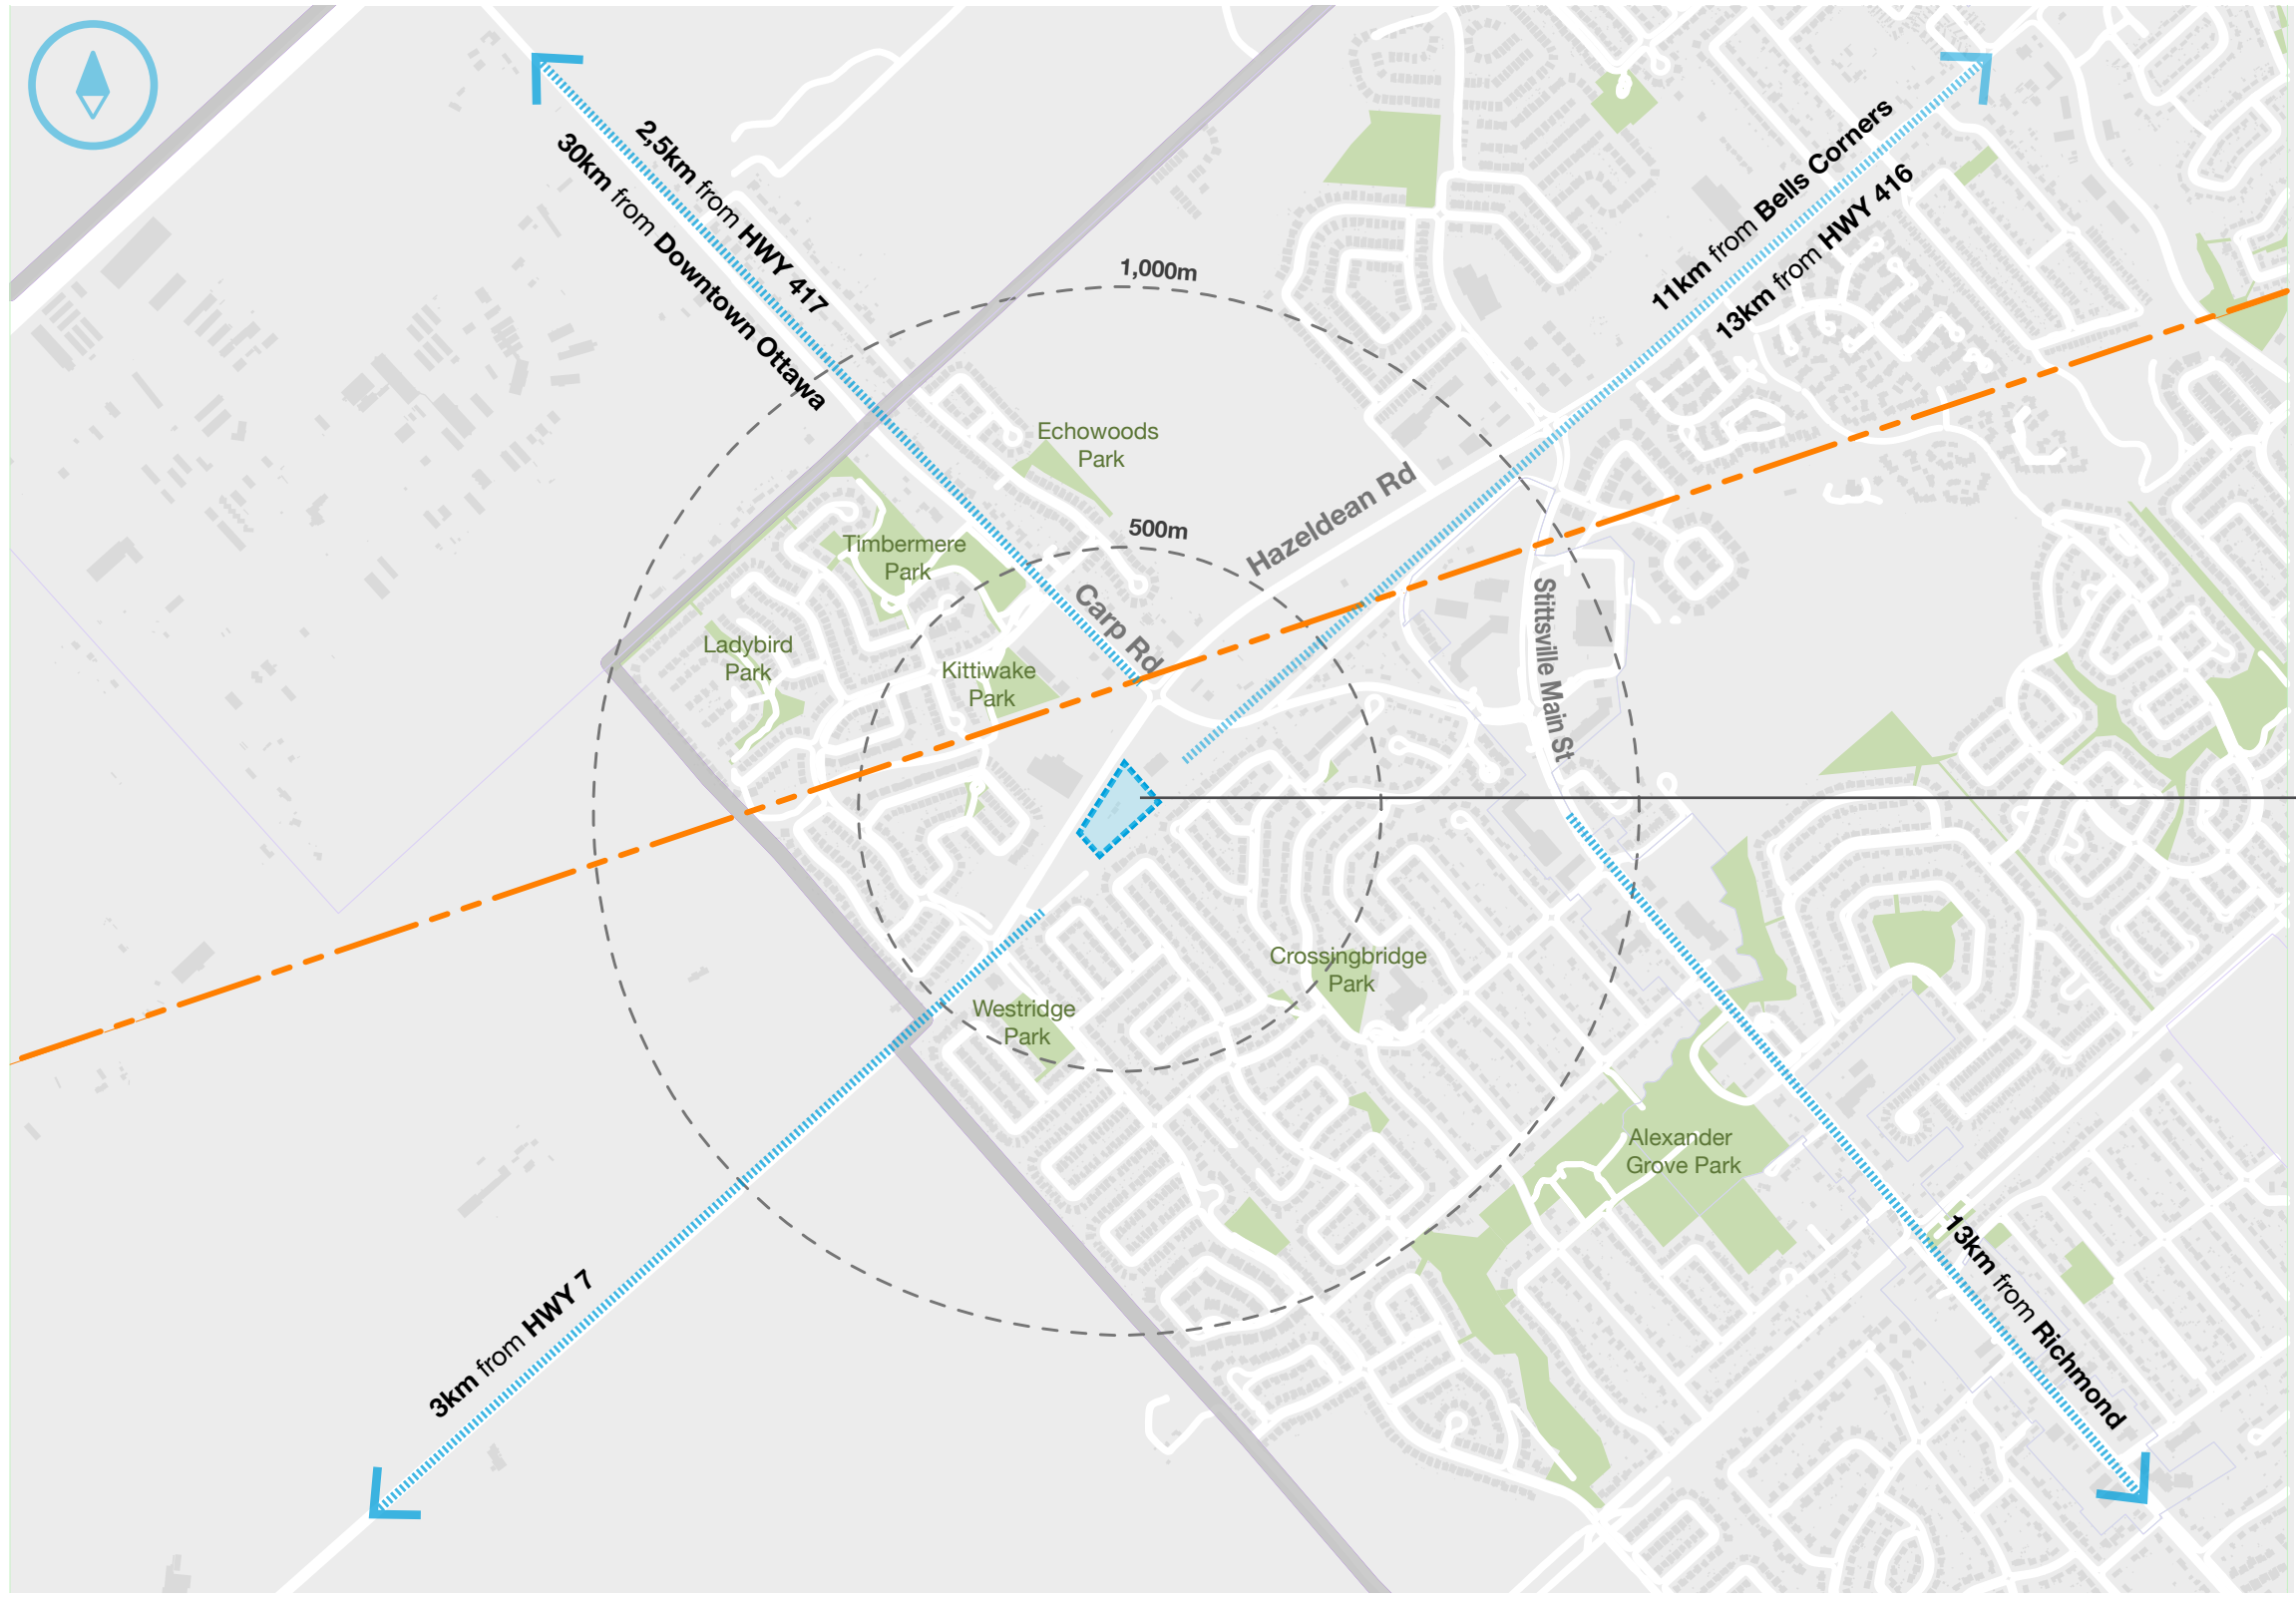 2,5km from HWY 417
30km from Downtown Ottawa
11km from Bells Corners
13km from HWY 416
1,000m
Echowoods
Park
Hazeldean Rd
500m
Timbermere
Park
Carp Rd
Stittsville Main St
Ladybird
Park
Kittiwake
Park
Crossingbridge
Park
Westridge
Park
Alexander
Grove Park
3km from HWY 7
13km from Richmond